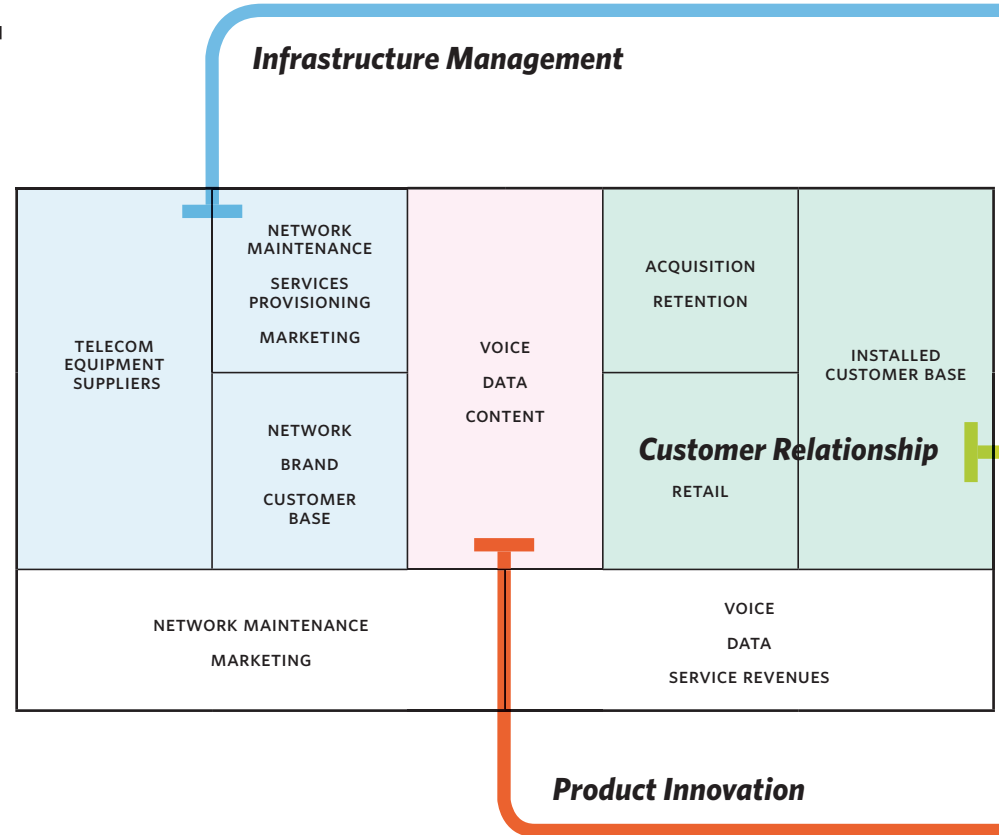 Infrastructure Management
TELECOM
EQUIPMENT
SUPPLIERS
NETWORK
MAINTENANCE
SERVICES
PROVISIONING
MARKETING
NETWORK
BRAND
CUSTOMER
BASE
VOICE
DATA
CONTENT
ACQUISITION
RETENTION
Customer Relationship
RETAIL
INSTALLED
CUSTOMER BASE
NETWORK MAINTENANCE
MARKETING
VOICE
DATA
SERVICE REVENUES
Product Innovation